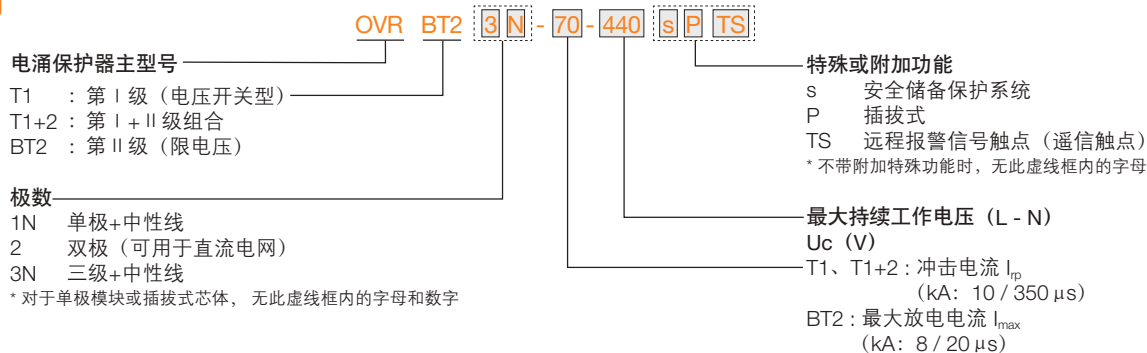 OVR BT2 3 N - 70 - 440 s P TS
电涌保护器主型号
T1 : 第Ⅰ级（电压开关型）
T1+2 : 第Ⅰ+Ⅱ级组合
BT2 : 第Ⅱ级（限电压）
极数
1N 单极+中性线
2 双极（可用于直流电网）
3N 三级+中性线
* 对于单极模块或插拔式芯体， 无此虚线框内的字母和数字
特殊或附加功能
s 安全储备保护系统
P 插拔式
TS 远程报警信号触点（遥信触点）
* 不带附加特殊功能时，无此虚线框内的字母
最大持续工作电压（L - N）
Uc（V）
T1、T1+2 : 冲击电流 Irp
（kA: 10 / 350 μs）
BT2 : 最大放电电流 Imax
（kA: 8 / 20 μs）